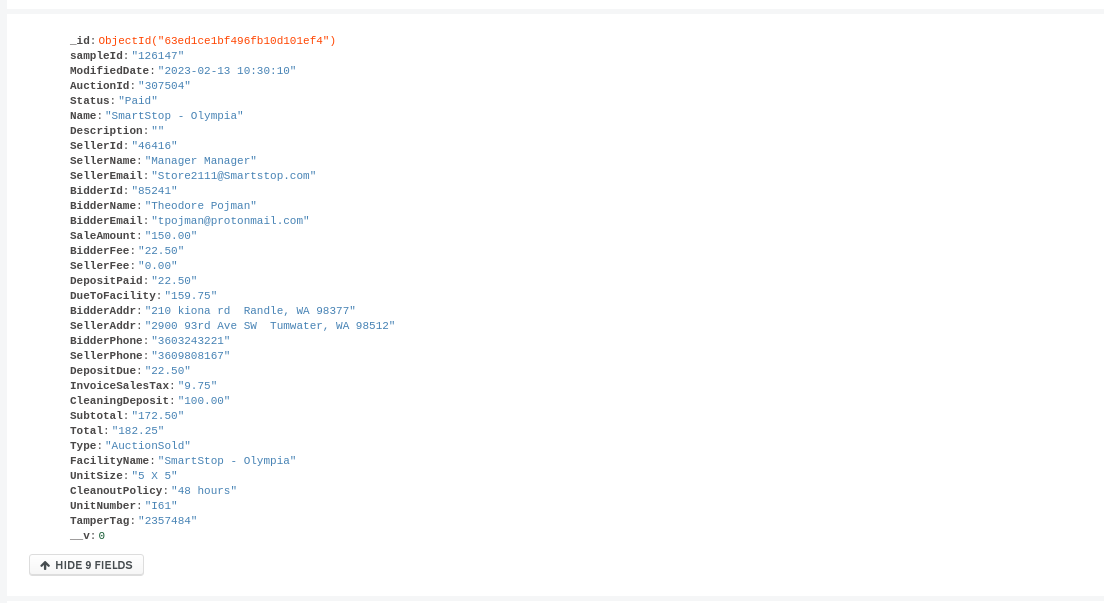 _id: ObjectId("63ed1ce1bf496fb10d101ef4")
sampleId: "126147"
ModifiedDate: "2023-02-13 10:30:10"
AuctionId: "307504"
Status: "Paid"
Name: "SmartStop - Olympia"
Description: ""
SellerId: "46416"
SellerName: "Manager Manager"
SellerEmail: "Store2111@Smartstop.com"
BidderId: "85241"
BidderName: "Theodore Pojman"
BidderEmail: "tpojman@protonmail.com"
SaleAmount: "150.00"
BidderFee: "22.50"
SellerFee: "0.00"
DepositPaid: "22.50"
DueToFacility: "159.75"
BidderAddr: "210 kiona rd  Randle, WA 98377"
SellerAddr: "2900 93rd Ave SW  Tumwater, WA 98512"
BidderPhone: "3603243221"
SellerPhone: "3609808167"
DepositDue: "22.50"
InvoiceSalesTax: "9.75"
CleaningDeposit: "100.00"
Subtotal: "172.50"
Total: "182.25"
Type: "AuctionSold"
FacilityName: "SmartStop - Olympia"
UnitSize: "5 X 5"
CleanoutPolicy: "48 hours"
UnitNumber: "I61"
TamperTag: "2357484"
__v: 0
HIDE 9 FIELDS